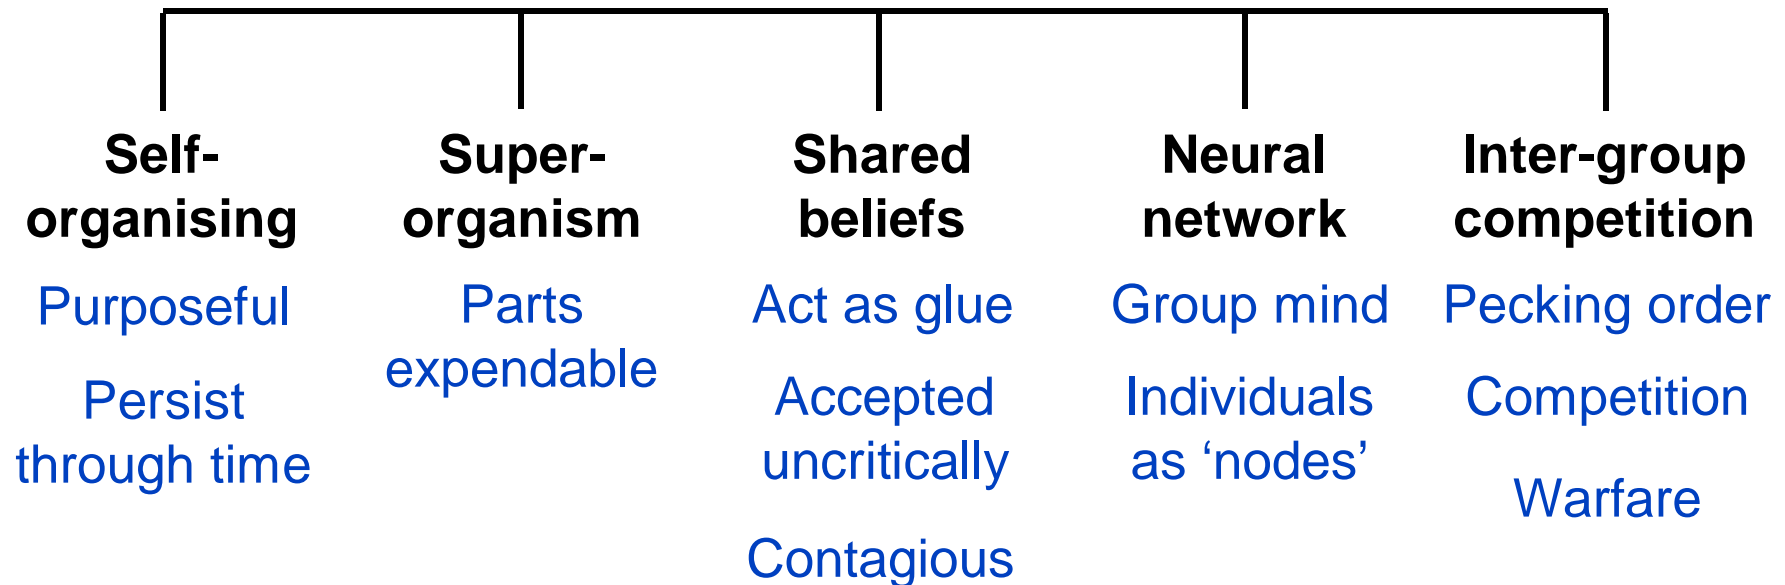 Self-
organising
Purposeful
Persist
through time
Super-
organism
Parts
expendable
Shared
beliefs
Act as glue
Accepted
uncritically
Contagious
Neural
network
Group mind
Individuals
as ‘nodes’
Inter-group
competition
Pecking order
Competition
Warfare